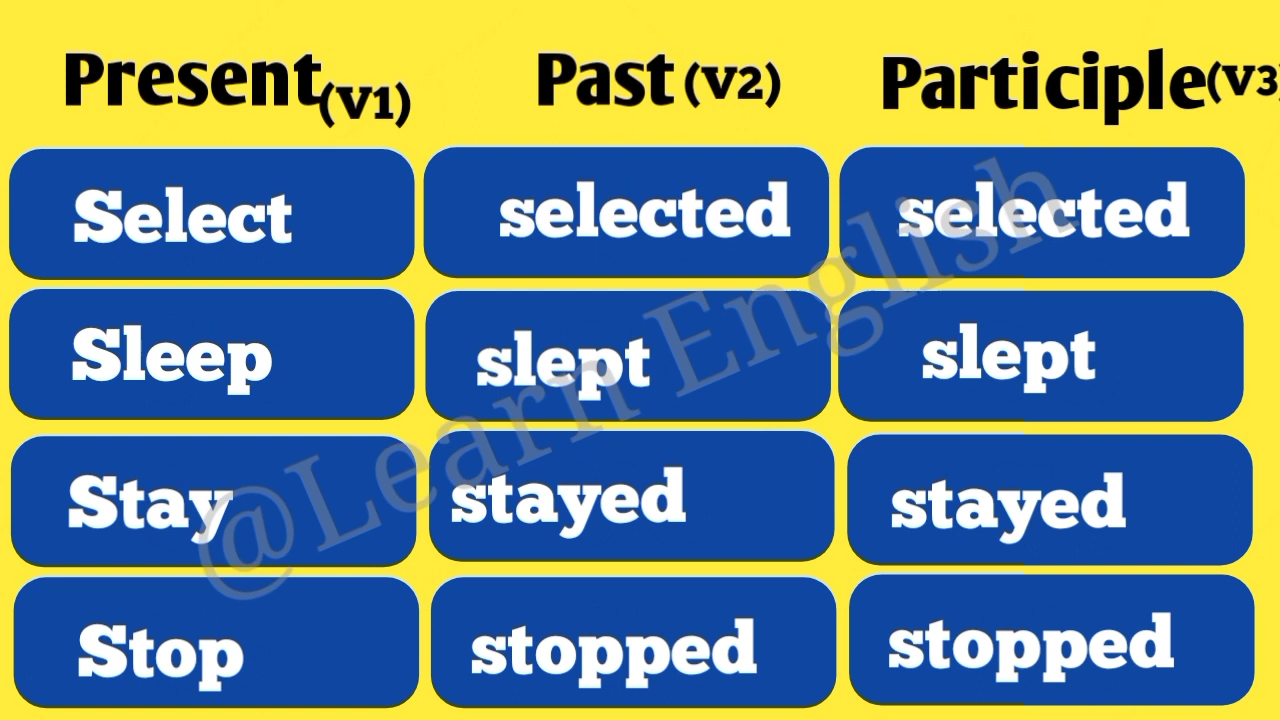 Present(v1) Past (v2) Participle(v3)
Select selected selected
Sleep slept slept
Stay stayed stayed
Stop stopped stopped
@Learn English